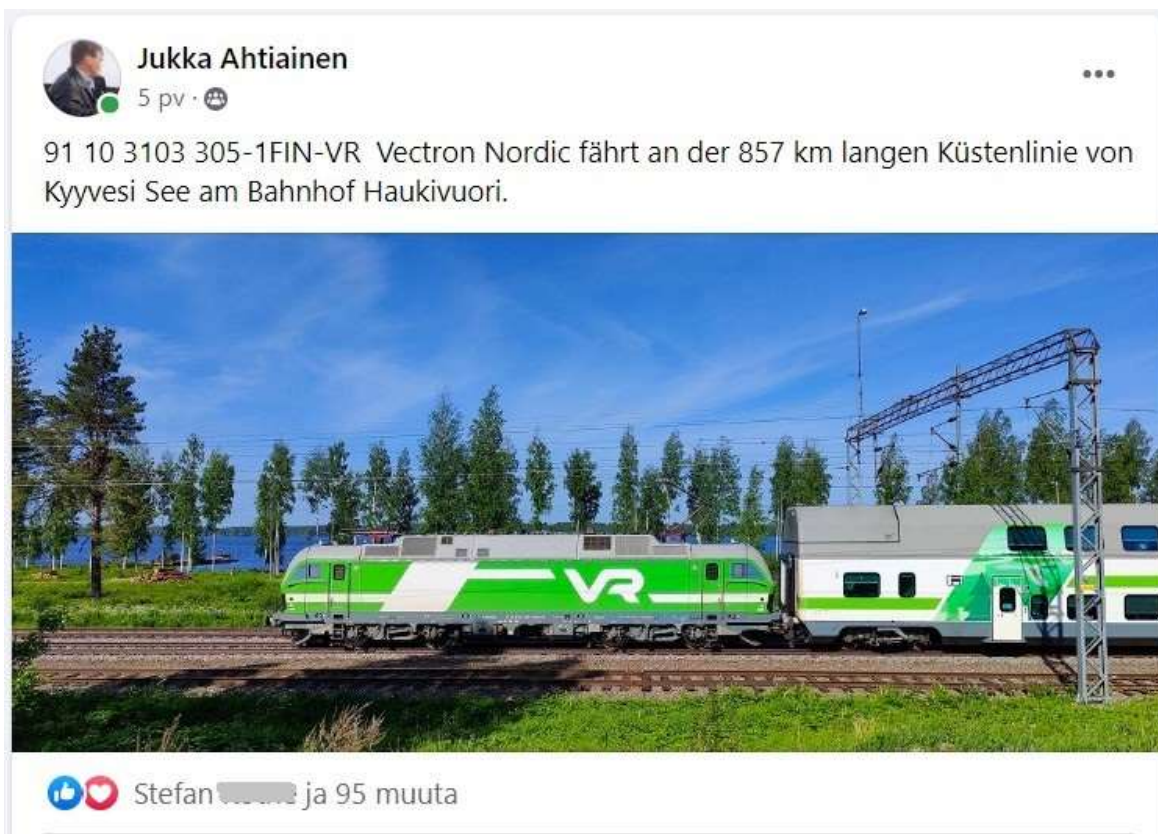 Jukka Ahtiainen
5 pv ·
91 10 3103 305-1FIN-VR Vectron Nordic fährt an der 857 km langen Küstenlinie von
Kyyvesi See am Bahnhof Haukivuori.
VR
Stefan ja 95 muuta